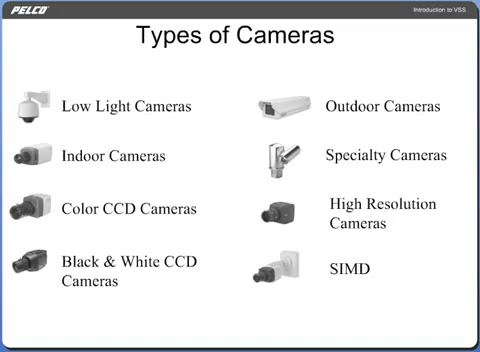 PELCO
Introduction to VSS
Types of Cameras
Low Light Cameras
Indoor Cameras
Color CCD Cameras
Black & White CCD
Cameras
Outdoor Cameras
Specialty Cameras
High Resolution
Cameras
SIMD